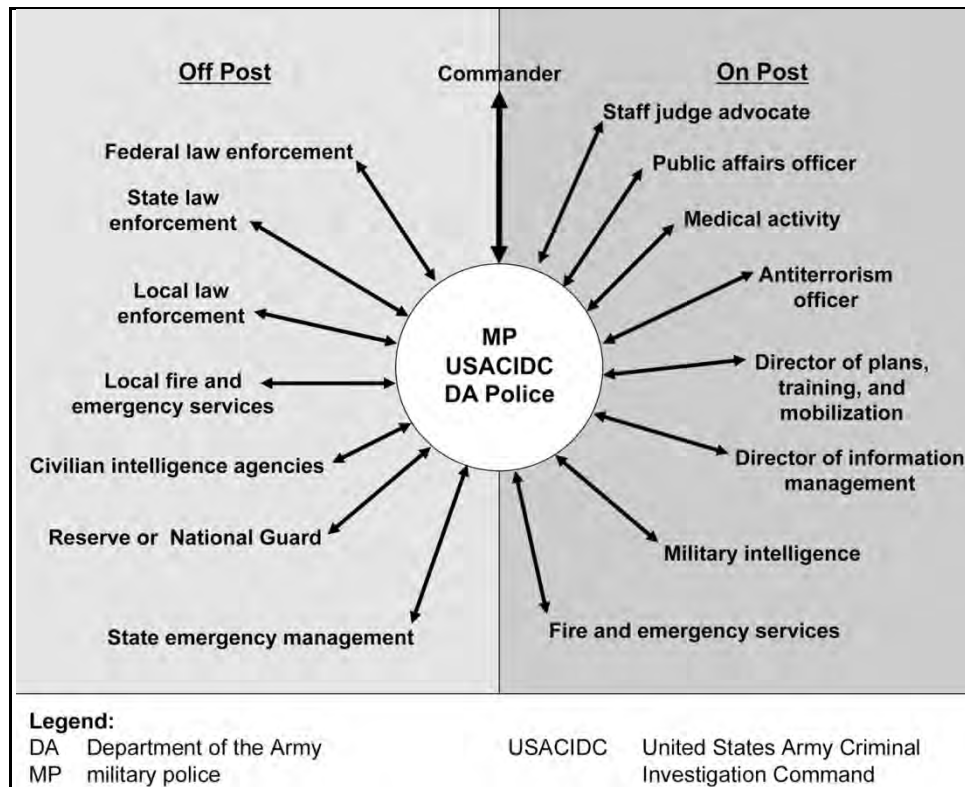 Off Post
Commander
On Post
Federal law enforcement
State law
enforcement
Local law
enforcement
Local fire and
emergency services
Civilian intelligence agencies
Reserve or National Guard
State emergency management
MP
USACIDC
DA Police
Staff judge advocate
Public affairs officer
Medical activity
Antiterrorism
officer
Director of plans,
training, and
mobilization
Director of information
management
Military intelligence
Fire and emergency services
Legend:
DA Department of the Army
MP military police
USACIDC United States Army Criminal
Investigation Command